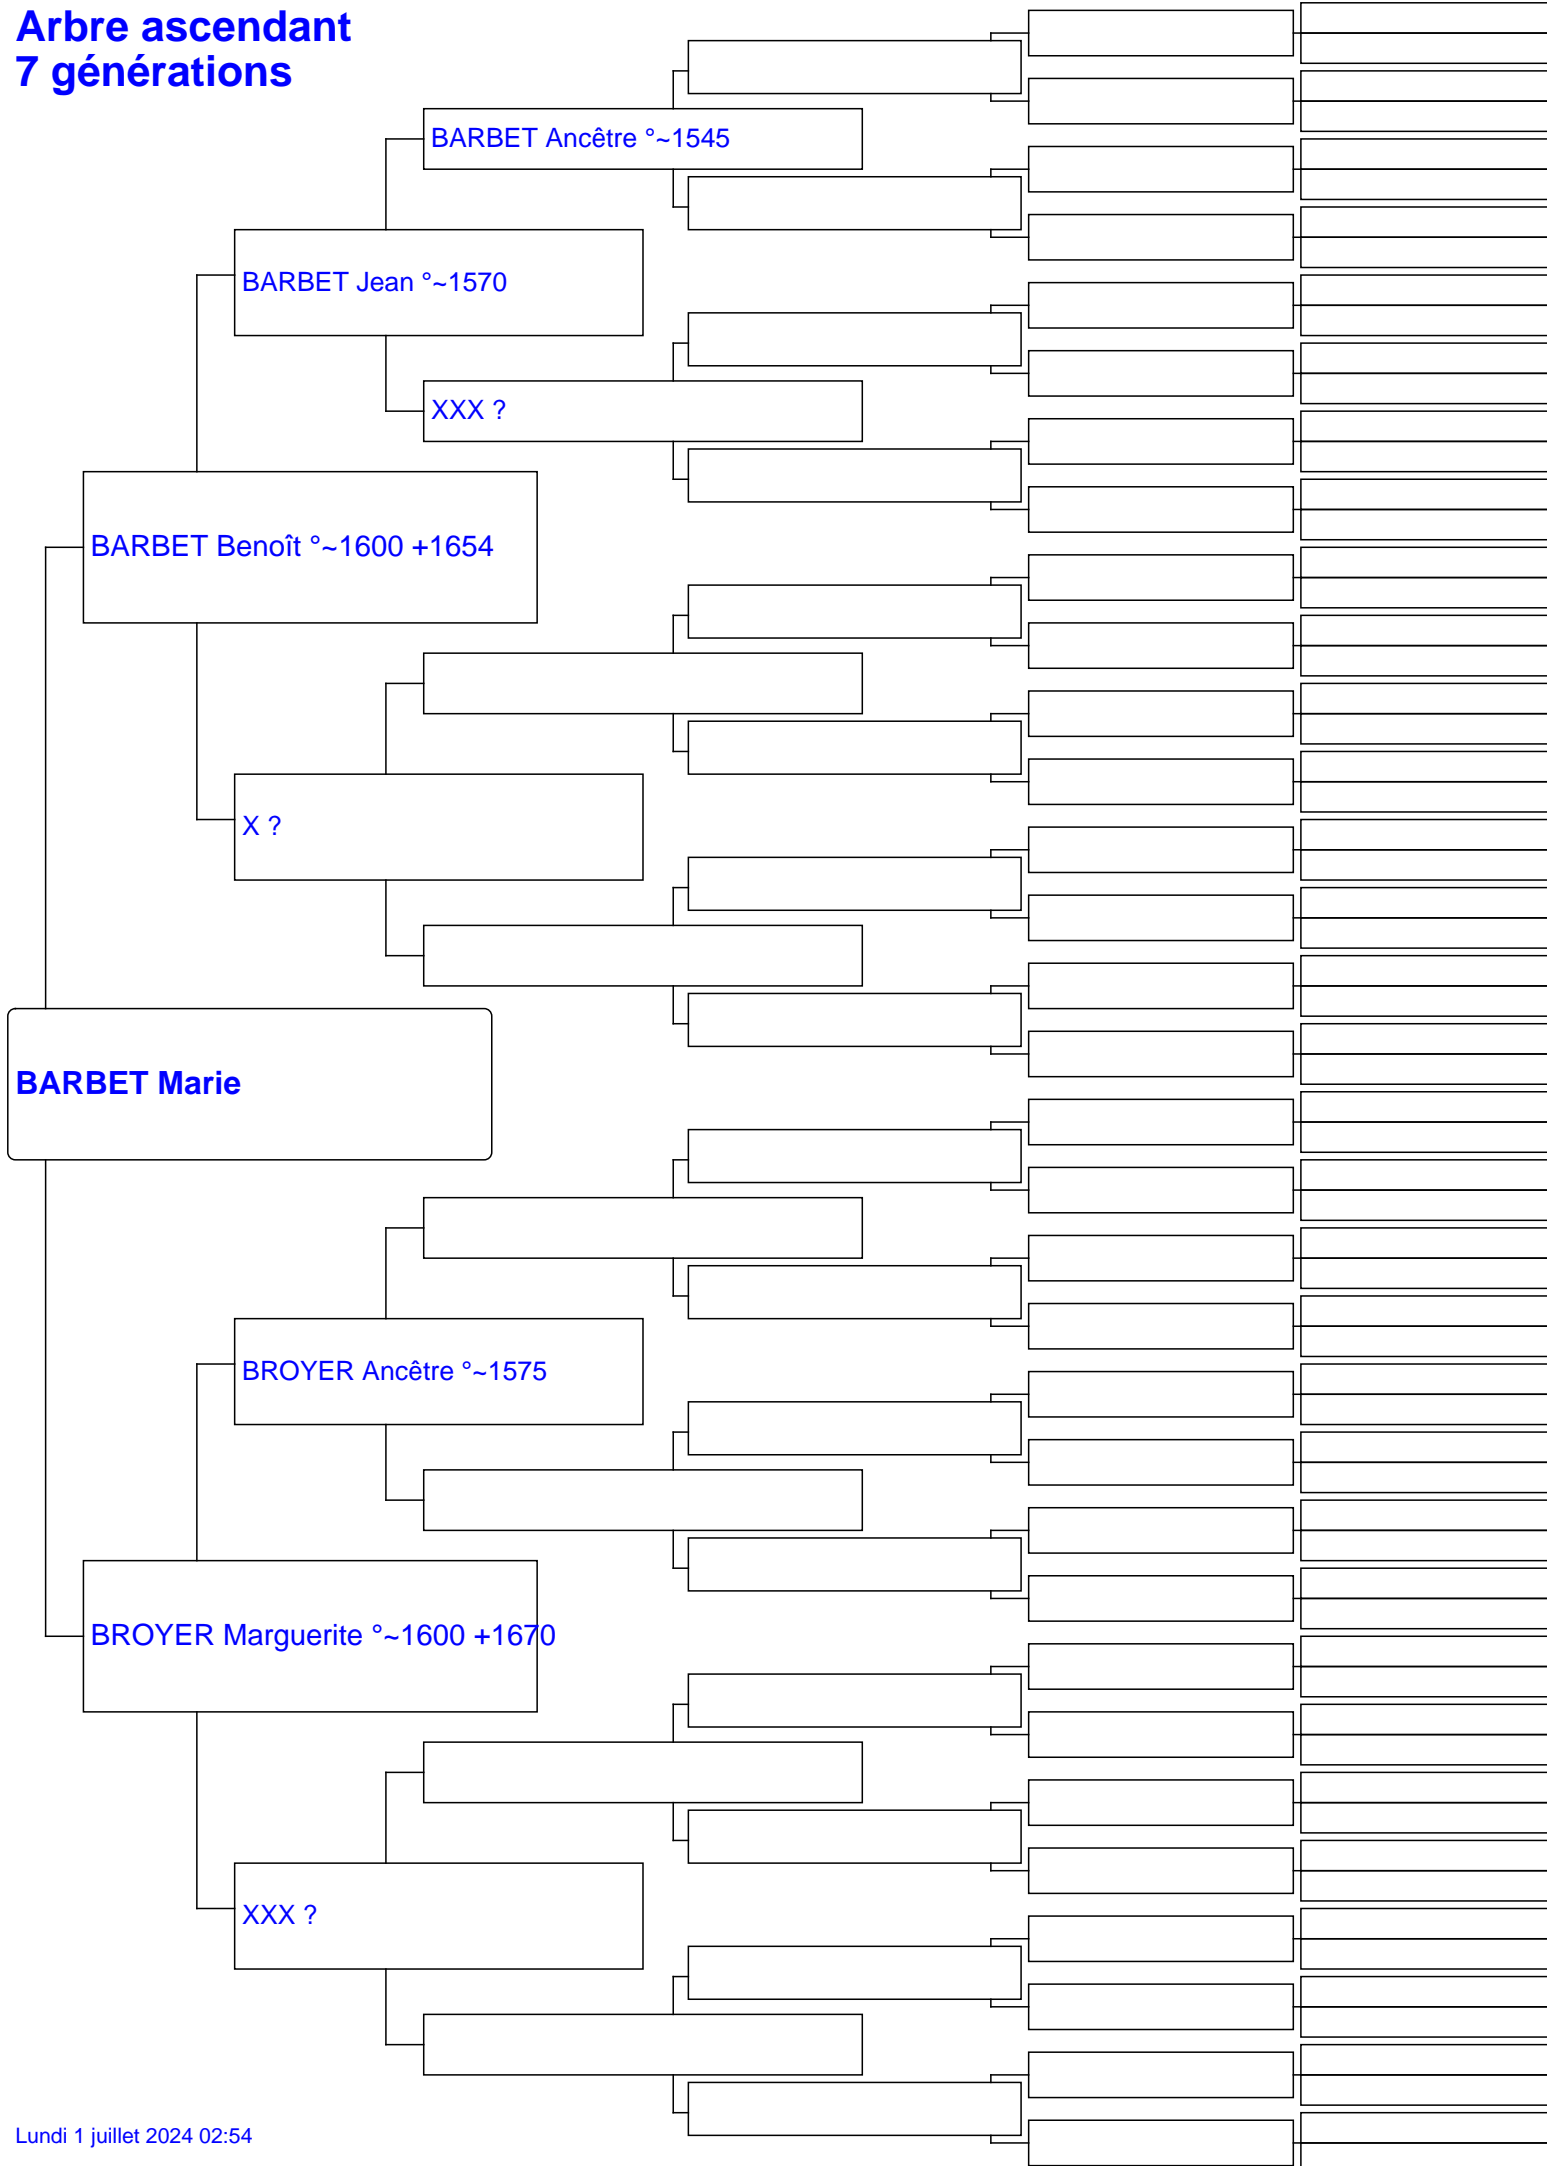 Arbre ascendant
7 générations
BARBET Ancêtre °~1545
BARBET Jean °~1570
XXX ?
BARBET Benoît °~1600 +1654
X ?
BARBET Marie
BROYER Ancêtre °~1575
BROYER Marguerite °~1600 +1670
XXX ?
Lundi 1 juillet 2024 02:54